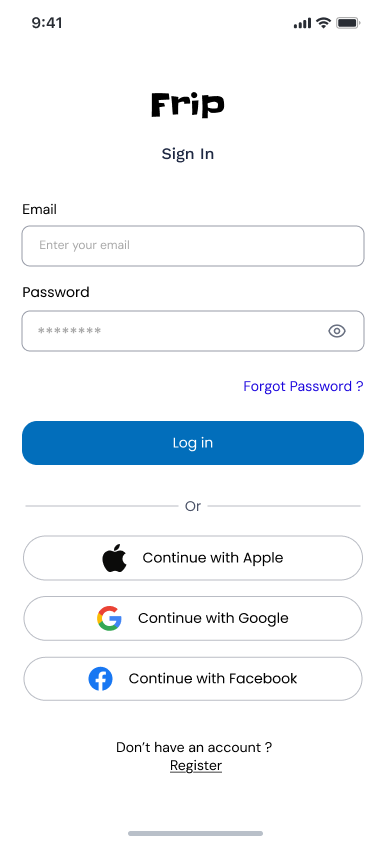 9:41
Frip
Sign In
Email
Enter your email
Password
********
Forgot Password ?
Log in
Or
Continue with Apple
Continue with Google
Continue with Facebook
Don’t have an account ?
Register